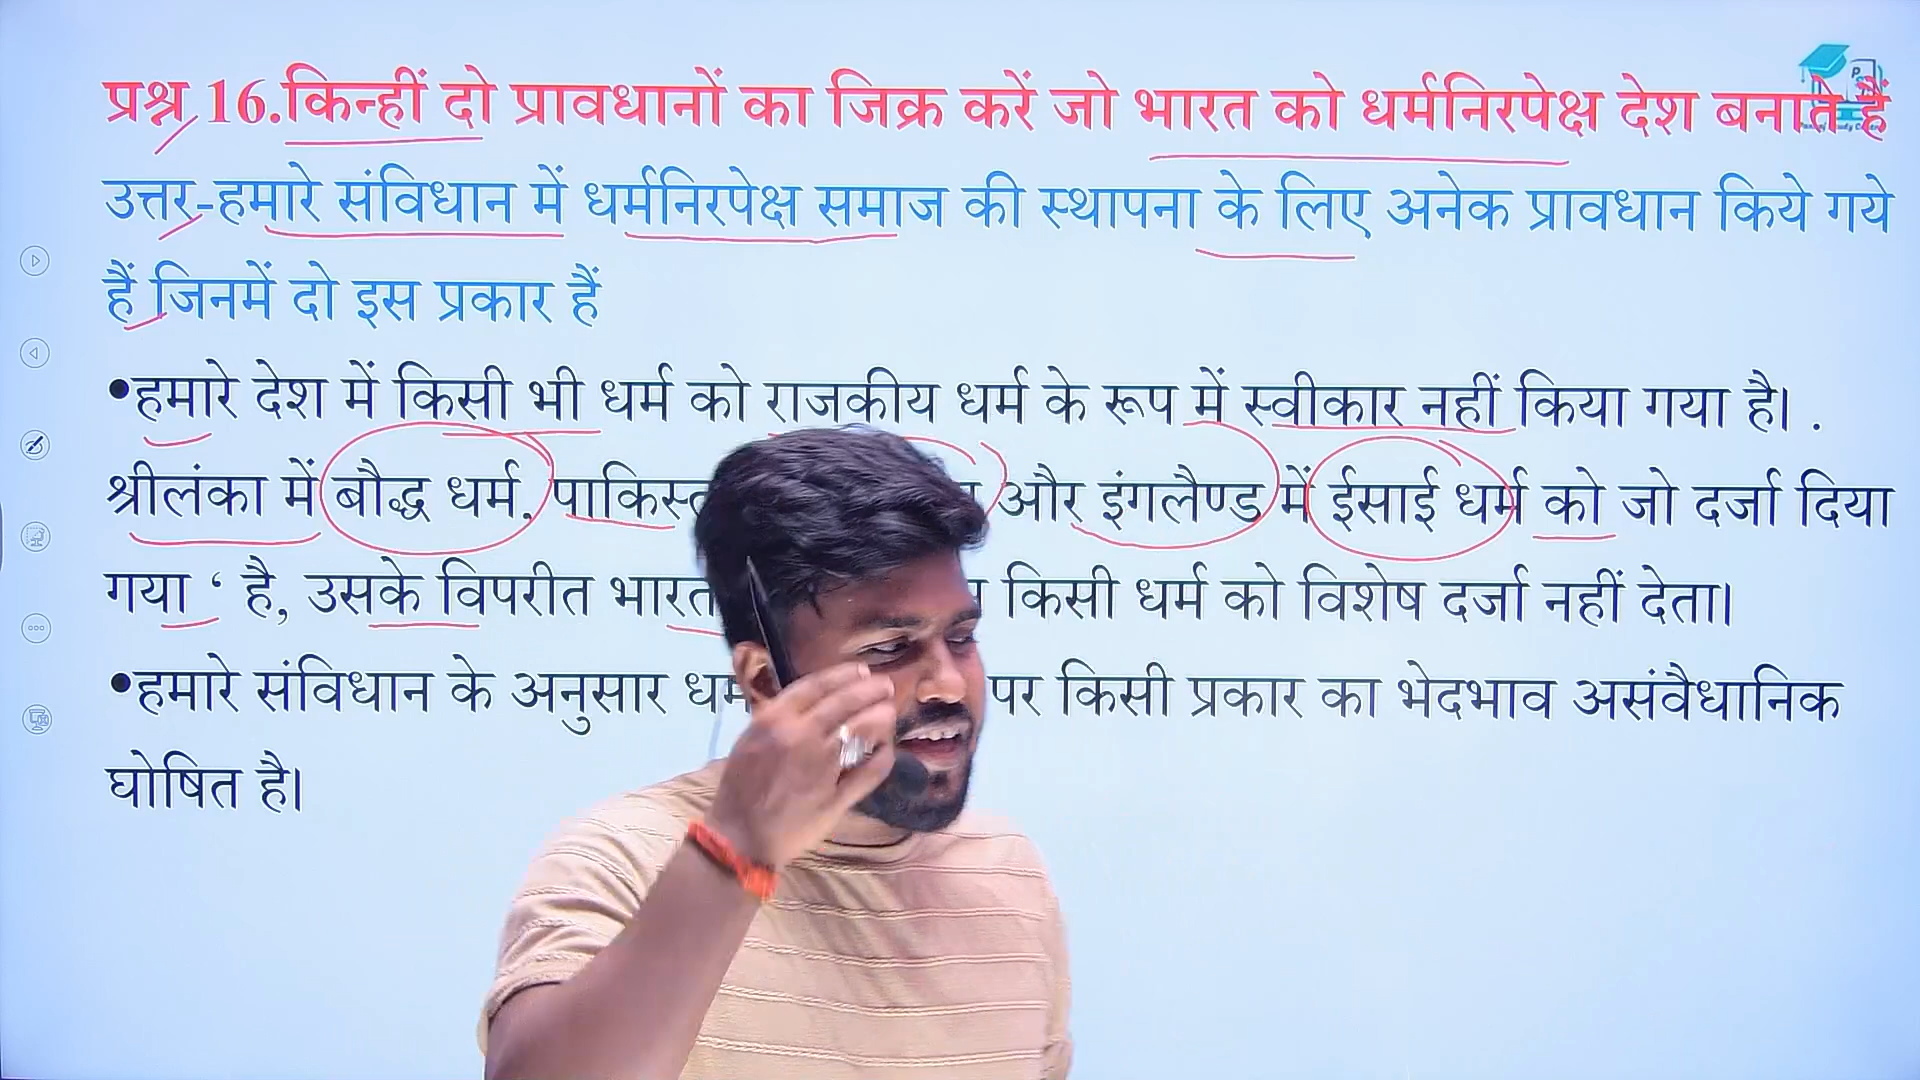 प्रश्न 16.किन्हीं दो प्रावधानों का जिक्र करें जो भारत को धर्मनिरपेक्ष देश बनाते हैं
उत्तर-हमारे संविधान में धर्मनिरपेक्ष समाज की स्थापना के लिए अनेक प्रावधान किये गये
हैं जिनमें दो इस प्रकार हैं
•हमारे देश में किसी भी धर्म को राजकीय धर्म के रूप में स्वीकार नहीं किया गया है। .
श्रीलंका में बौद्ध धर्म, और इंगलैण्ड में ईसाई धर्म को जो दर्जा दिया
गया ‘ है, उसके विपरीत भारत किसी धर्म को विशेष दर्जा नहीं देता।
•हमारे संविधान के अनुसार पर किसी प्रकार का भेदभाव असंवैधानिक
घोषित है।